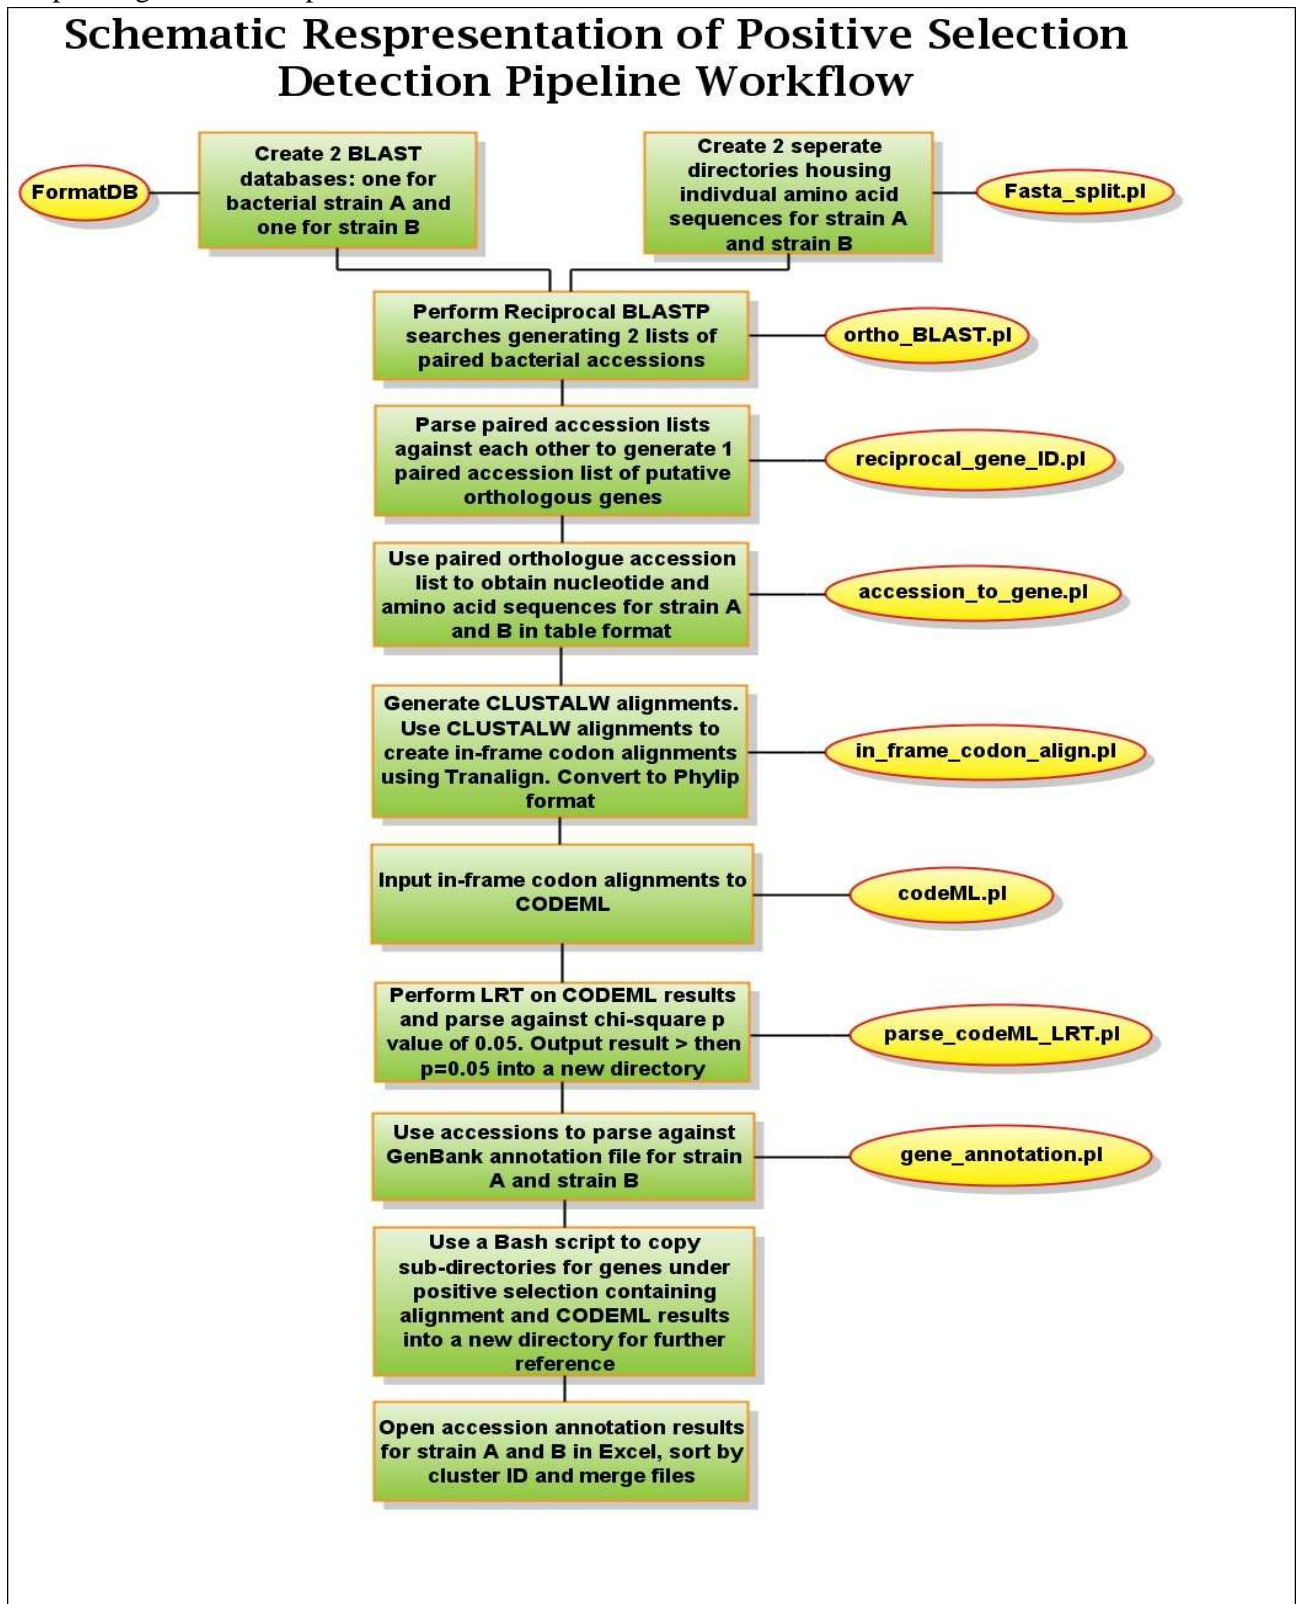 Schematic Respresentation of Positive Selection
Detection Pipeline Workflow
FormatDB
Create 2 BLAST
databases: one for
bacterial strain A and
one for strain B
Create 2 seperate
directories housing
indivdual amino acid
sequences for strain A
and strain B
Fasta_split.pl
Perform Reciprocal BLASTP
searches generating 2 lists of
paired bacterial accessions
ortho_BLAST.pl
Parse paired accession lists
against each other to generate 1
paired accession list of putative
orthologous genes
reciprocal_gene_ID.pl
Use paired orthologue accession
list to obtain nucleotide and
amino acid sequences for strain A
and B in table format
accession_to_gene.pl
Generate CLUSTALW alignments.
Use CLUSTALW alignments to
create in-frame codon alignments
using Tranalign. Convert to Phylip
format
in_frame_codon_align.pl
Input in-frame codon alignments to
CODEML
codeML.pl
Perform LRT on CODEML results
and parse against chi-square p
value of 0.05. Output result > then
p=0.05 into a new directory
parse_codeML_LRT.pl
Use accessions to parse against
GenBank annotation file for strain
A and strain B
gene_annotation.pl
Use a Bash script to copy
sub-directories for genes under
positive selection containing
alignment and CODEML results
into a new directory for further
reference
Open accession annotation results
for strain A and B in Excel, sort by
cluster ID and merge files